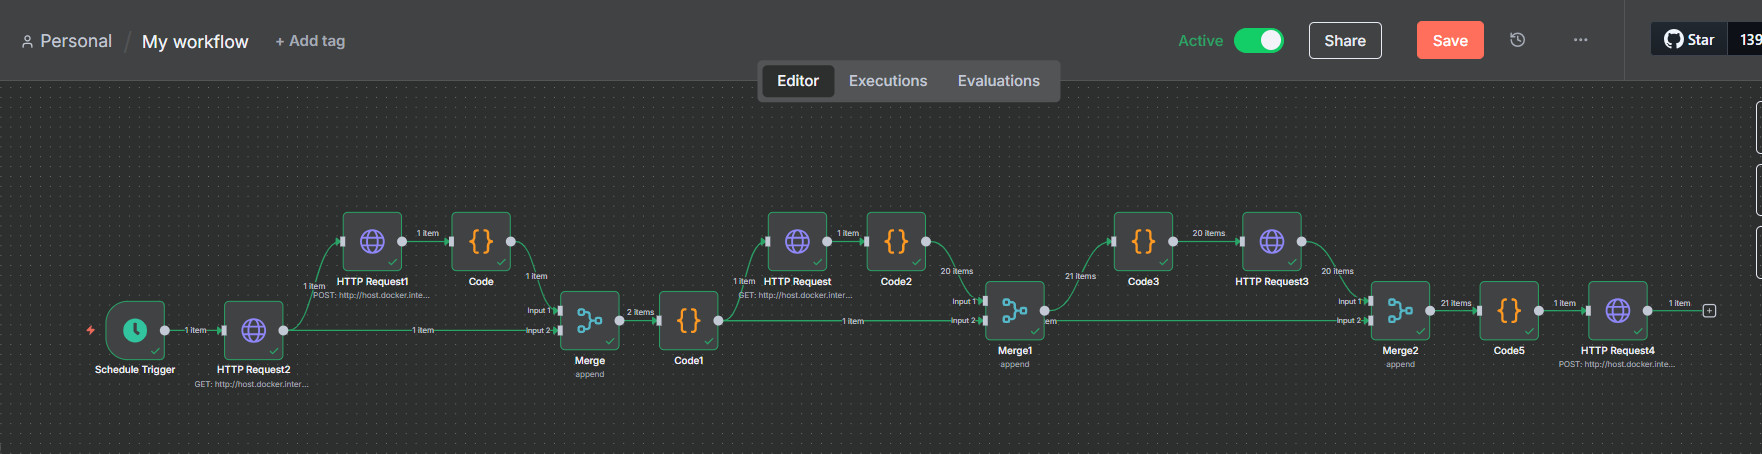 Personal / My workflow + Add tag
Active Share Save ... Star 139
Editor Executions Evaluations
1 item
HTTP Request1
POST: http://host.docker.inte...
1 item
Code
1 item
1 item
HTTP Request
GET: http://host.docker.inter...
1 item
Code2
20 items
21 items
Code3
20 items
HTTP Request3
20 items
Schedule Trigger
1 item
HTTP Request2
GET: http://host.docker.inter...
1 item
Input 1
Input 2
Merge
append
2 items
Code1
1 item
Input 1
Input 2
Merge1
append
em
Input 1
Input 2
Merge2
append
21 items
Code5
1 item
HTTP Request4
POST: http://host.docker.inte...
1 item